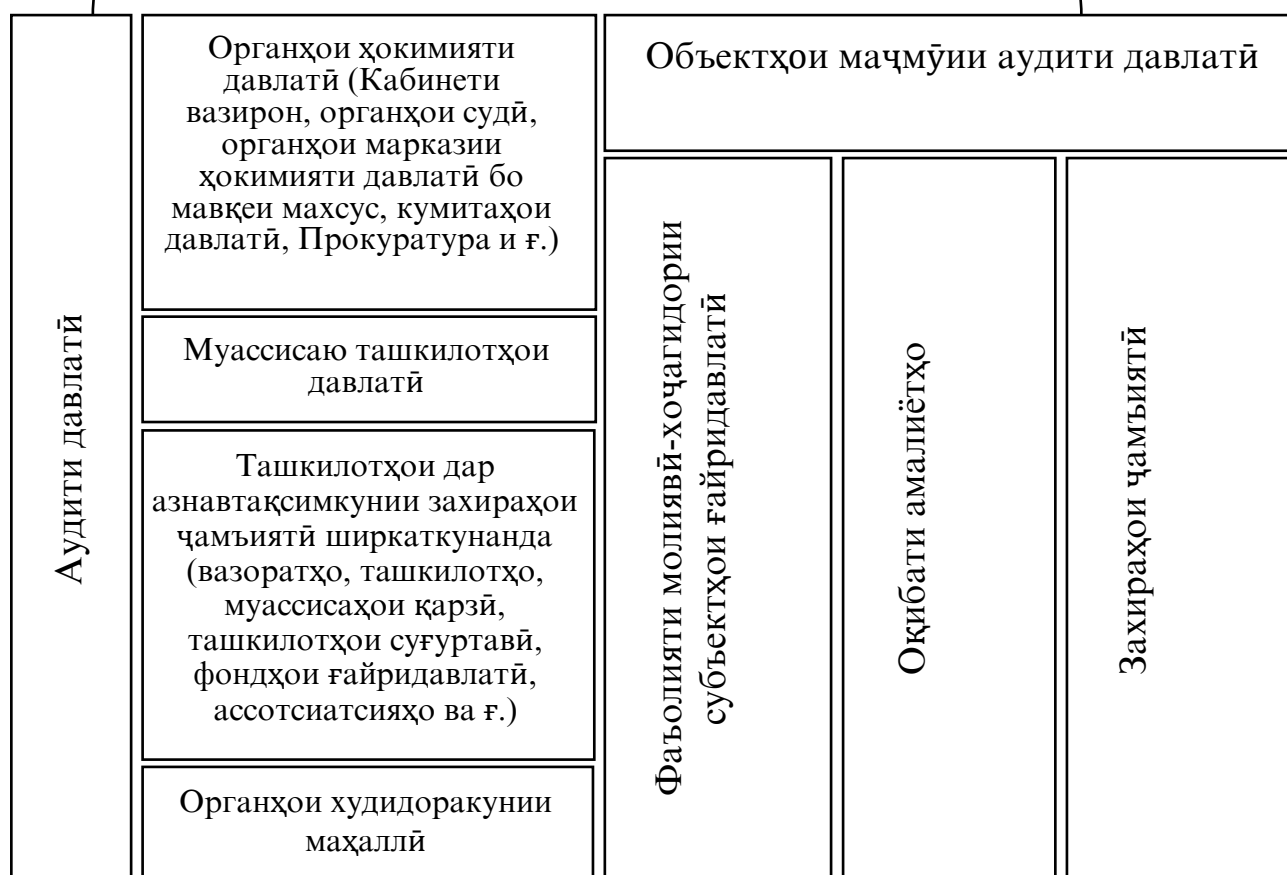 Аудити давлатӣ
Органҳои ҳокимияти
давлатӣ (Кабинети
вазирон, органҳои судӣ,
органҳои марказии
ҳокимияти давлатӣ бо
мавқеи махсус, кумитаҳои
давлатӣ, Прокуратура и ғ.)
Муассисаю ташкилотҳои
давлатӣ
Ташкилотҳои дар
азнавтақсимкунии захираҳои
ҷамъиятӣ ширкаткунанда
(вазоратҳо, ташкилотҳо,
муассисаҳои қарзӣ,
ташкилотҳои суғуртавӣ,
фондҳои ғайридавлатӣ,
ассотсиатсияҳо ва ғ.)
Органҳои худидоракунии
маҳаллӣ
Объектҳои маҷмӯии аудити давлатӣ
Фаъолияти молиявӣ-хоҷагидории
субъектҳои ғайридавлатӣ
Оқибати амалиётҳо
Захираҳои ҷамъиятӣ